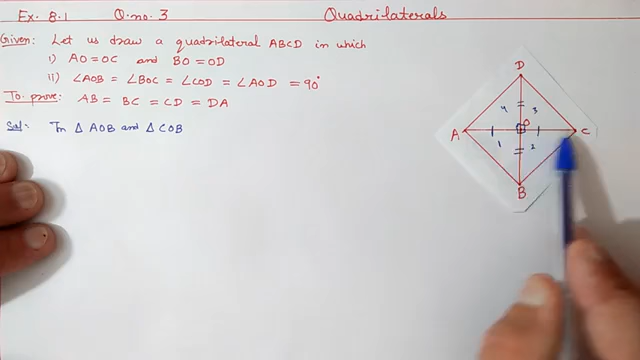 Ex. 8.1 Q.no. 3 Quadrilaterals
Given: Let us draw a quadrilateral ABCD in which
i) AO = OC and BO = OD
ii) ∠AOB = ∠BOC = ∠COD = ∠AOD = 90°
To prove: AB = BC = CD = DA
Sol: In △ AOB and △ COB
D
4 3
A O C
1 2
B